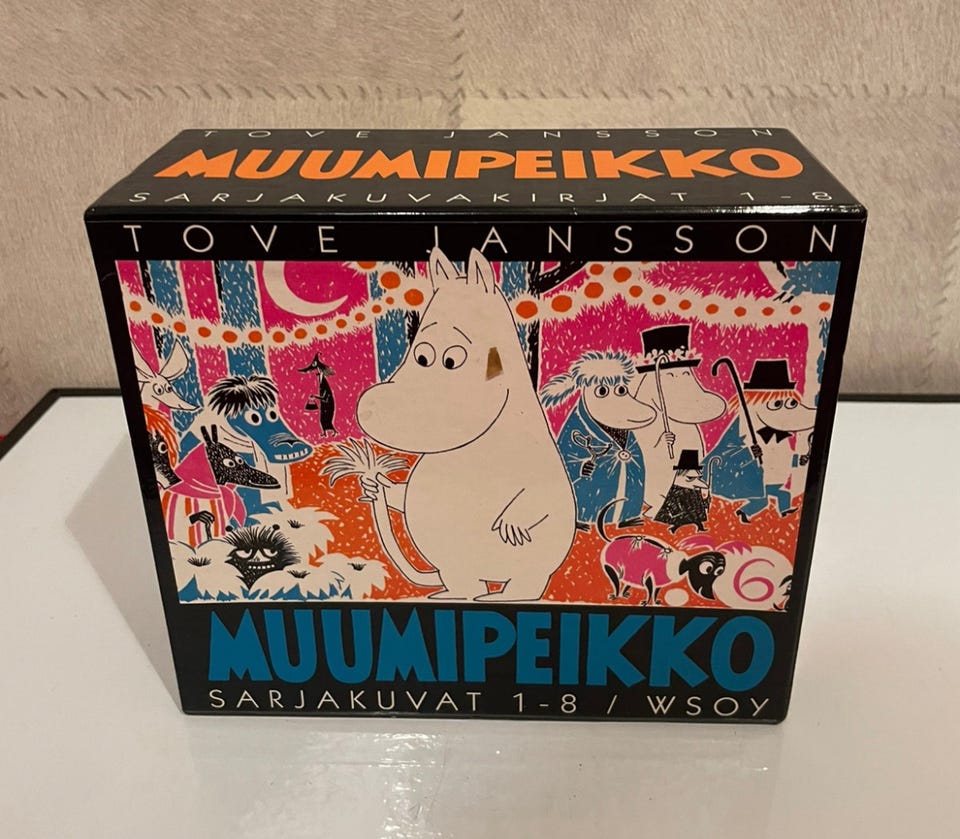 TOVE JANSSON
MUUMIPEIKKO
SARJAKUVAKIRJAT 1-8
TOVE JANSSON
6
MUUMIPEIKKO
SARJAKUVAT 1-8 / WSOY